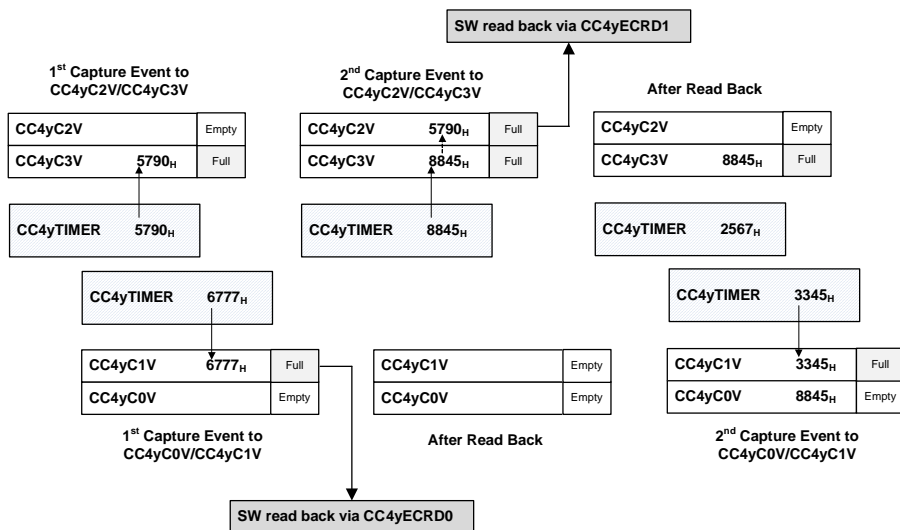 SW read back via CC4yECRD1
1st Capture Event to
CC4yC2V/CC4yC3V
2nd Capture Event to
CC4yC2V/CC4yC3V
After Read Back
CC4yC2V Empty
CC4yC3V 5790H Full
CC4yC2V 5790H Full
CC4yC3V 8845H Full
CC4yC2V Empty
CC4yC3V 8845H Full
CC4yTIMER 5790H
CC4yTIMER 8845H
CC4yTIMER 2567H
CC4yTIMER 6777H
CC4yTIMER 3345H
CC4yC1V 6777H Full
CC4yC0V Empty
CC4yC1V Empty
CC4yC0V Empty
CC4yC1V 3345H Full
CC4yC0V 8845H Empty
1st Capture Event to
CC4yC0V/CC4yC1V
After Read Back
2nd Capture Event to
CC4yC0V/CC4yC1V
SW read back via CC4yECRD0